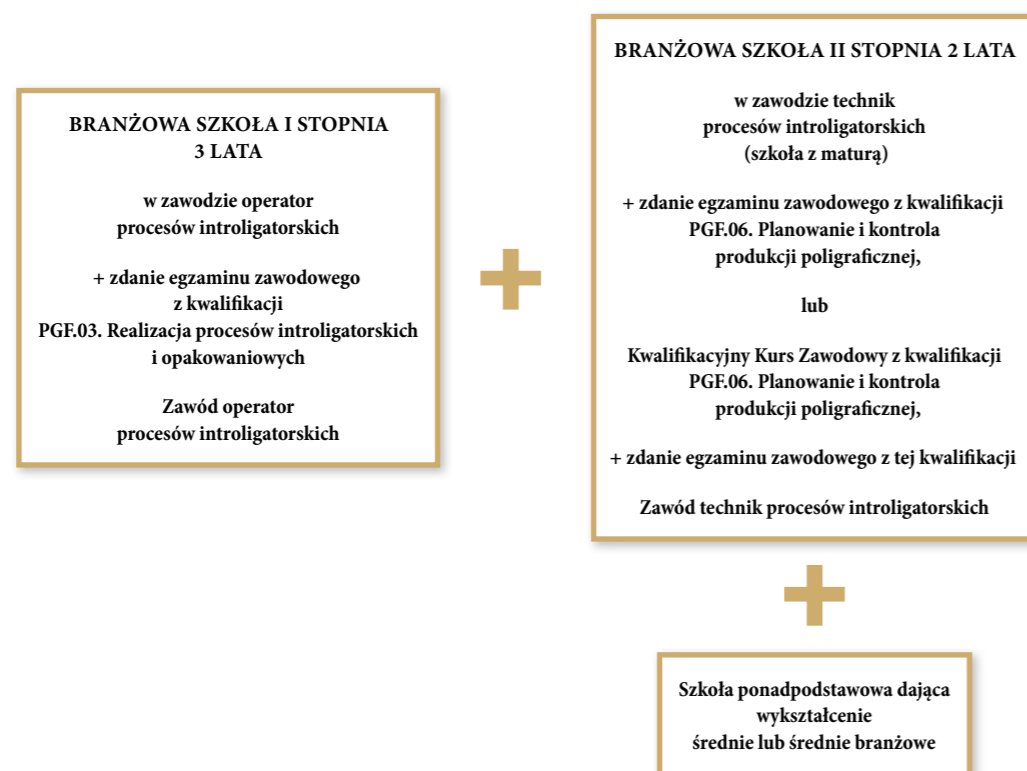 BRANŻOWA SZKOŁA I STOPNIA
3 LATA
w zawodzie operator
procesów introligatorskich
+ zdanie egzaminu zawodowego
z kwalifikacji
PGF.03. Realizacja procesów introligatorskich
i opakowaniowych
Zawód operator
procesów introligatorskich
BRANŻOWA SZKOŁA II STOPNIA 2 LATA
w zawodzie technik
procesów introligatorskich
(szkoła z maturą)
+ zdanie egzaminu zawodowego z kwalifikacji
PGF.06. Planowanie i kontrola
produkcji poligraficznej,
lub
Kwalifikacyjny Kurs Zawodowy z kwalifikacji
PGF.06. Planowanie i kontrola
produkcji poligraficznej,
+ zdanie egzaminu zawodowego z tej kwalifikacji
Zawód technik procesów introligatorskich
Szkoła ponadpodstawowa dająca
wykształcenie
średnie lub średnie branżowe